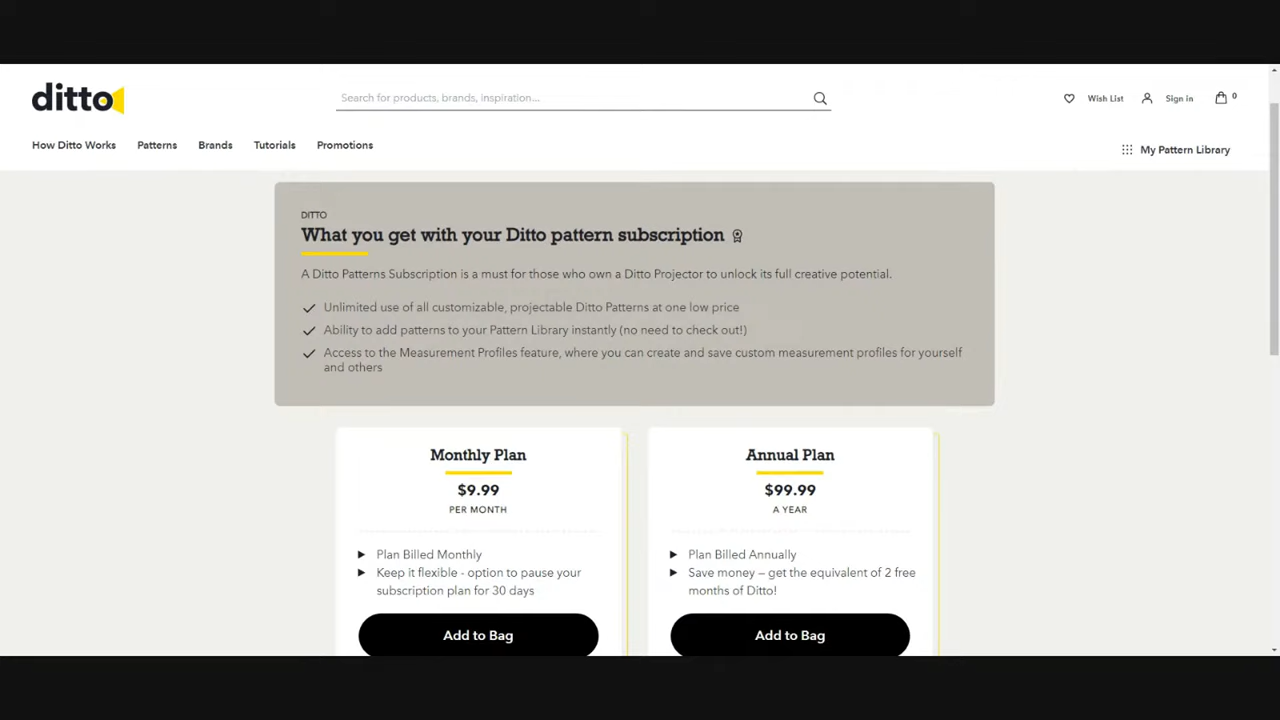 ditto
Search for products, brands, inspiration...
Wish List
Sign in
0
How Ditto Works
Patterns
Brands
Tutorials
Promotions
My Pattern Library
DITTO
What you get with your Ditto pattern subscription
A Ditto Patterns Subscription is a must for those who own a Ditto Projector to unlock its full creative potential.
Unlimited use of all customizable, projectable Ditto Patterns at one low price
Ability to add patterns to your Pattern Library instantly (no need to check out!)
Access to the Measurement Profiles feature, where you can create and save custom measurement profiles for yourself
and others
Monthly Plan
$9.99
PER MONTH
Plan Billed Monthly
Keep it flexible - option to pause your
subscription plan for 30 days
Add to Bag
Annual Plan
$99.99
A YEAR
Plan Billed Annually
Save money – get the equivalent of 2 free
months of Ditto!
Add to Bag